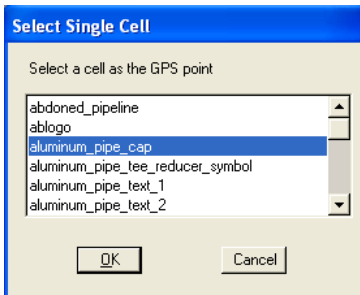 Select Single Cell
Select a cell as the GPS point
abdoned_pipeline
ablogo
aluminum_pipe_cap
aluminum_pipe_tee_reducer_symbol
aluminum_pipe_text_1
aluminum_pipe_text_2
OK Cancel